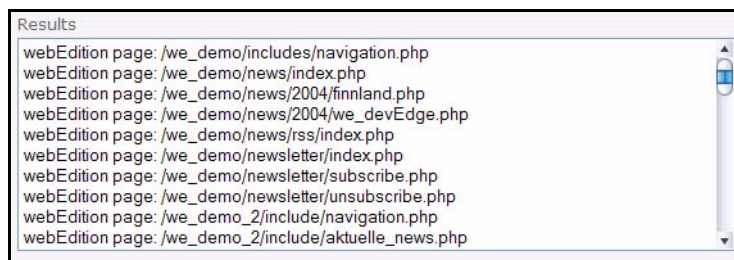 Results
webEdition page: /we_demo/includes/navigation.php
webEdition page: /we_demo/news/index.php
webEdition page: /we_demo/news/2004/finnland.php
webEdition page: /we_demo/news/2004/we_devEdge.php
webEdition page: /we_demo/news/rss/index.php
webEdition page: /we_demo/newsletter/index.php
webEdition page: /we_demo/newsletter/subscribe.php
webEdition page: /we_demo/newsletter/unsubscribe.php
webEdition page: /we_demo_2/include/navigation.php
webEdition page: /we_demo_2/include/aktuelle_news.php